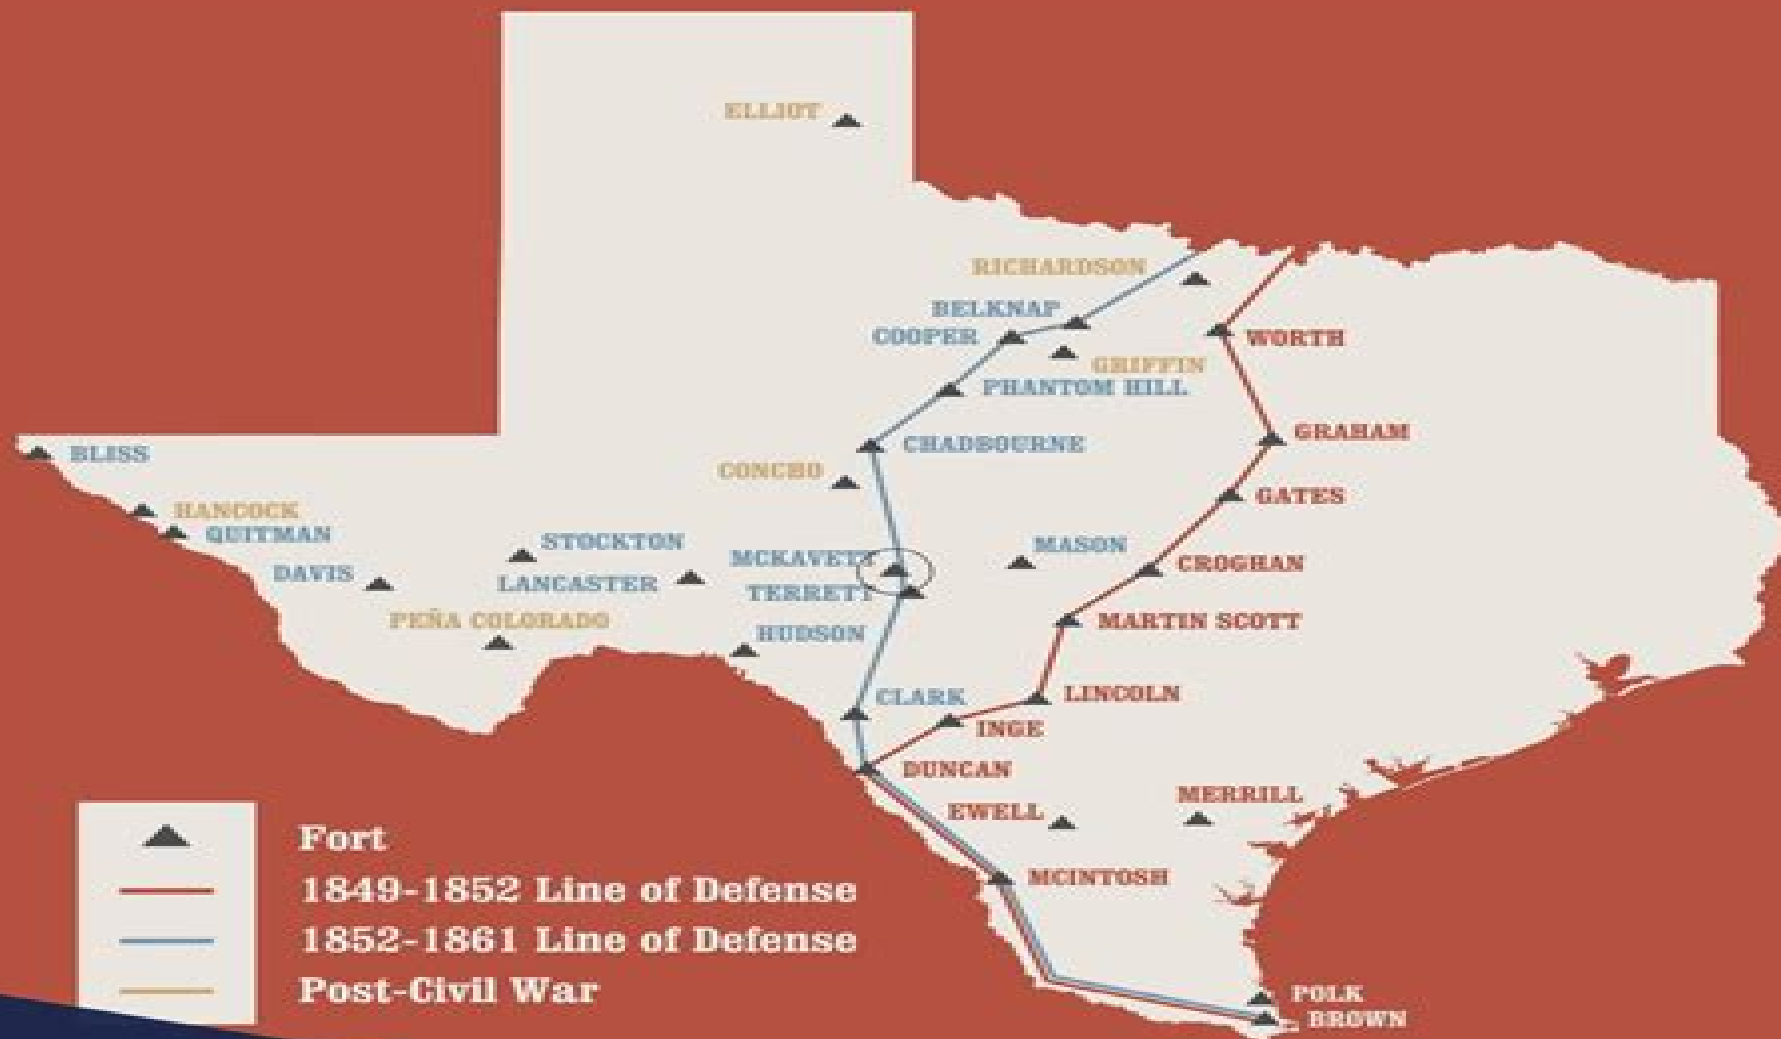 ELLIOT
RICHARDSON
BELKNAP
COOPER
WORTH
GRIFFIN
PHANTOM HILL
GRAHAM
CHADBOURNE
BLISS
CONCHO
GATES
HANCOCK
QUITMAN
STOCKTON
MASON
MCKAVETT
CROGHAN
DAVIS
LANCASTER
TERRETT
PEÑA COLORADO
MARTIN SCOTT
HUDSON
CLARK
LINCOLN
INGE
DUNCAN
MERRILL
EWELL
MCINTOSH
POLK
BROWN
Fort
1849-1852 Line of Defense
1852-1861 Line of Defense
Post-Civil War